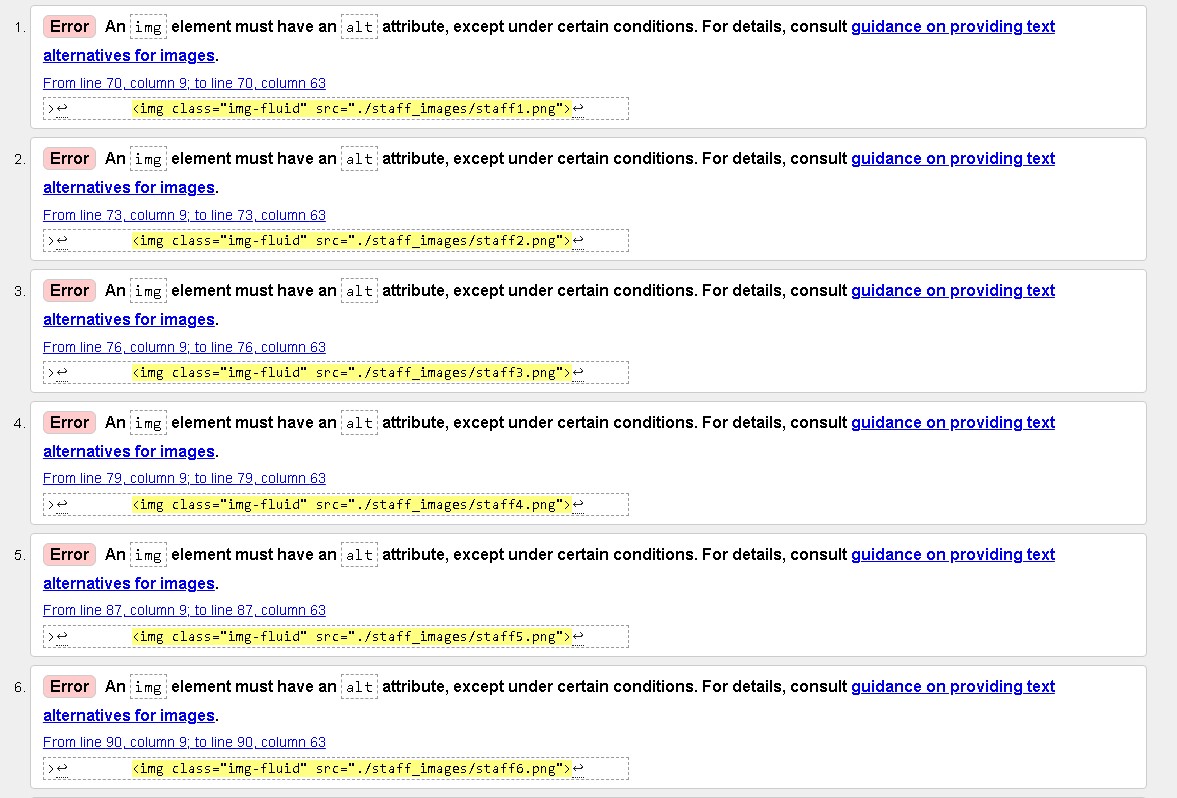 1. Error An img element must have an alt attribute, except under certain conditions. For details, consult guidance on providing text
alternatives for images.
From line 70, column 9; to line 70, column 63
>↩        <img class="img-fluid" src="./staff_images/staff1.png">↩
2. Error An img element must have an alt attribute, except under certain conditions. For details, consult guidance on providing text
alternatives for images.
From line 73, column 9; to line 73, column 63
>↩        <img class="img-fluid" src="./staff_images/staff2.png">↩
3. Error An img element must have an alt attribute, except under certain conditions. For details, consult guidance on providing text
alternatives for images.
From line 76, column 9; to line 76, column 63
>↩        <img class="img-fluid" src="./staff_images/staff3.png">↩
4. Error An img element must have an alt attribute, except under certain conditions. For details, consult guidance on providing text
alternatives for images.
From line 79, column 9; to line 79, column 63
>↩        <img class="img-fluid" src="./staff_images/staff4.png">↩
5. Error An img element must have an alt attribute, except under certain conditions. For details, consult guidance on providing text
alternatives for images.
From line 87, column 9; to line 87, column 63
>↩        <img class="img-fluid" src="./staff_images/staff5.png">↩
6. Error An img element must have an alt attribute, except under certain conditions. For details, consult guidance on providing text
alternatives for images.
From line 90, column 9; to line 90, column 63
>↩        <img class="img-fluid" src="./staff_images/staff6.png">↩